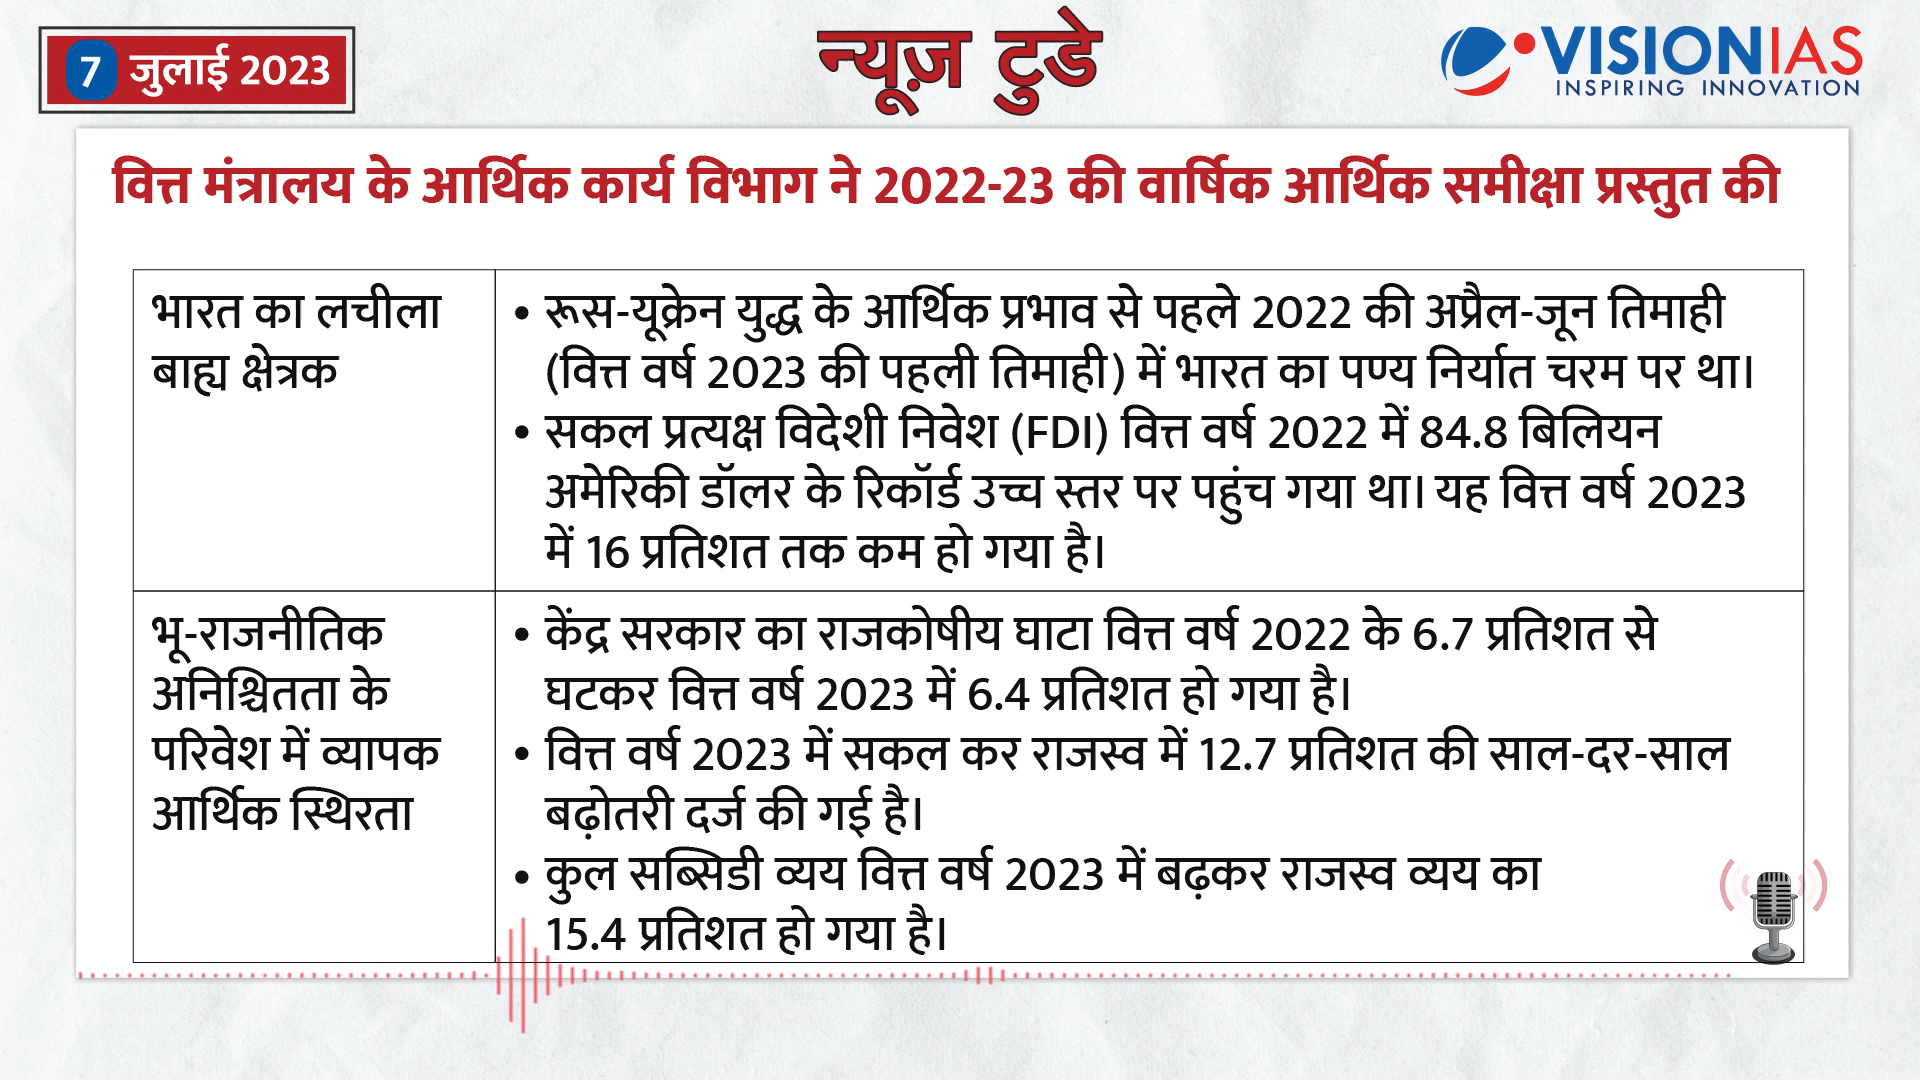 7 जुलाई 2023
न्यूज़ टुडे
VISIONIAS
INSPIRING INNOVATION
वित्त मंत्रालय के आर्थिक कार्य विभाग ने 2022-23 की वार्षिक आर्थिक समीक्षा प्रस्तुत की
भारत का लचीला
बाह्य क्षेत्रक
• रूस-यूक्रेन युद्ध के आर्थिक प्रभाव से पहले 2022 की अप्रैल-जून तिमाही
(वित्त वर्ष 2023 की पहली तिमाही) में भारत का पण्य निर्यात चरम पर था।
• सकल प्रत्यक्ष विदेशी निवेश (FDI) वित्त वर्ष 2022 में 84.8 बिलियन
अमेरिकी डॉलर के रिकॉर्ड उच्च स्तर पर पहुंच गया था। यह वित्त वर्ष 2023
में 16 प्रतिशत तक कम हो गया है।
भू-राजनीतिक
अनिश्चितता के
परिवेश में व्यापक
आर्थिक स्थिरता
• केंद्र सरकार का राजकोषीय घाटा वित्त वर्ष 2022 के 6.7 प्रतिशत से
घटकर वित्त वर्ष 2023 में 6.4 प्रतिशत हो गया है।
• वित्त वर्ष 2023 में सकल कर राजस्व में 12.7 प्रतिशत की साल-दर-साल
बढ़ोतरी दर्ज की गई है।
• कुल सब्सिडी व्यय वित्त वर्ष 2023 में बढ़कर राजस्व व्यय का
15.4 प्रतिशत हो गया है।